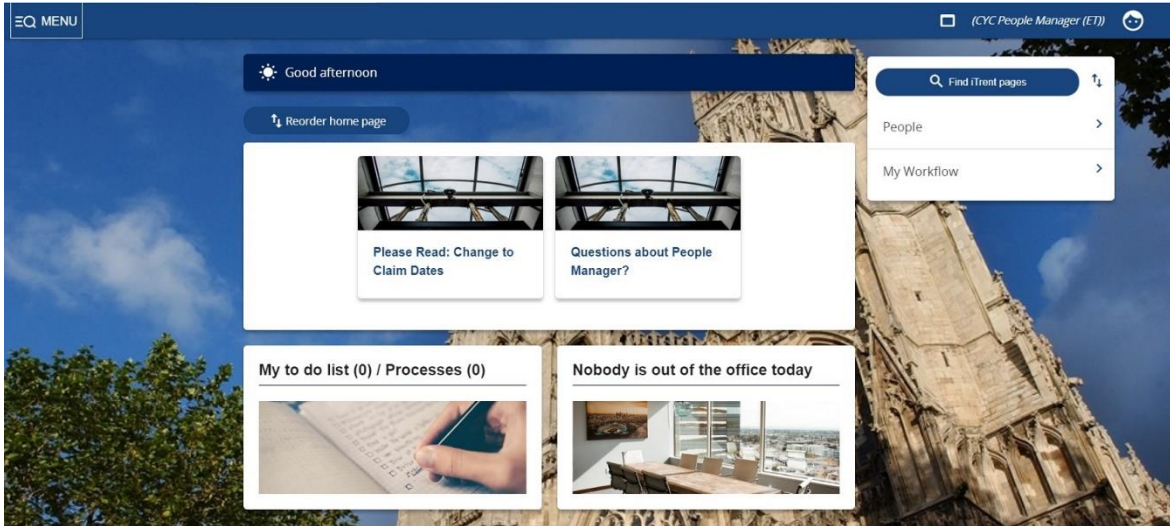 MENU
(CYC People Manager (ET))
Good afternoon
Find iTrent pages
Reorder home page
People
My Workflow
Please Read: Change to
Claim Dates
Questions about People
Manager?
My to do list (0) / Processes (0)
Nobody is out of the office today